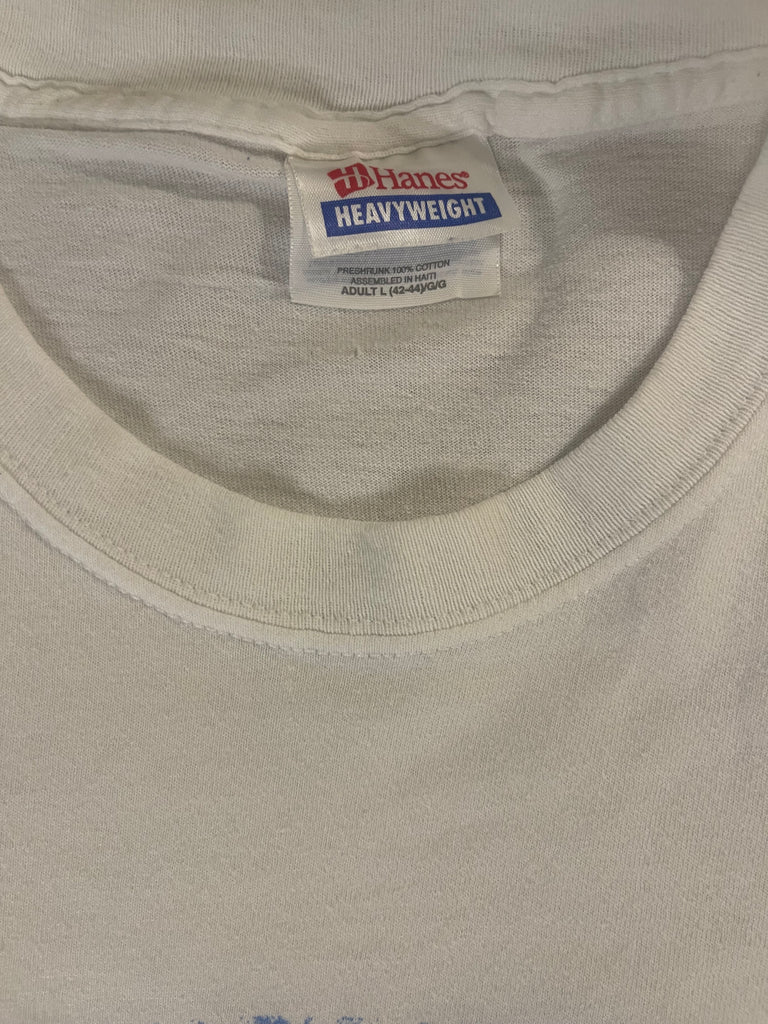 Hanes®
HEAVYWEIGHT
PRESHRUNK 100% COTTON
ASSEMBLED IN HAITI
ADULT L (42-44)/G/G